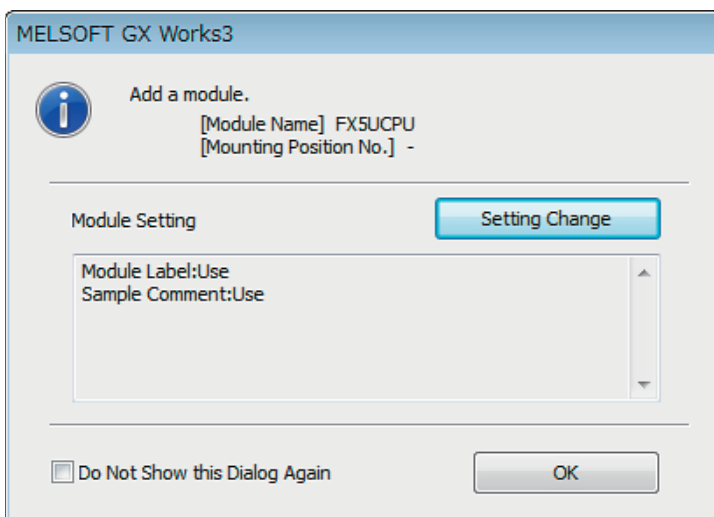 MELSOFT GX Works3
Add a module.
[Module Name] FX5UCPU
[Mounting Position No.] -
Module Setting
Setting Change
Module Label:Use
Sample Comment:Use
Do Not Show this Dialog Again
OK